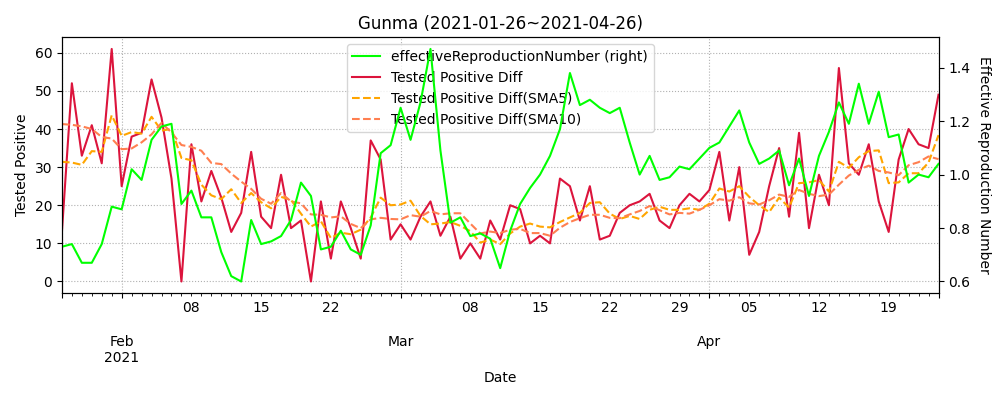 Gunma (2021-01-26~2021-04-26)
effectiveReproductionNumber (right)
Tested Positive Diff
Tested Positive Diff(SMA5)
Tested Positive Diff(SMA10)
Tested Positive
60
50
40
30
20
10
0
1.4
1.2
1.0
0.8
0.6
Effective Reproduction Number
08 15 22 08 15 22 29 05 12 19
Feb Mar Apr
2021
Date